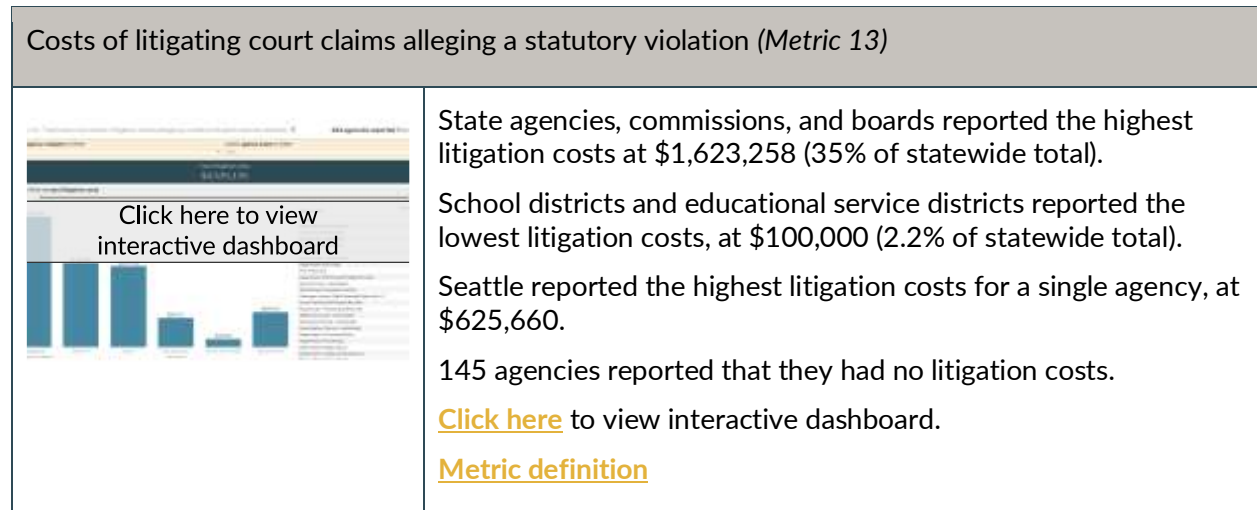 Costs of litigating court claims alleging a statutory violation (Metric 13)
Click here to view
interactive dashboard
State agencies, commissions, and boards reported the highest
litigation costs at $1,623,258 (35% of statewide total).
School districts and educational service districts reported the
lowest litigation costs, at $100,000 (2.2% of statewide total).
Seattle reported the highest litigation costs for a single agency, at
$625,660.
145 agencies reported that they had no litigation costs.
Click here to view interactive dashboard.
Metric definition